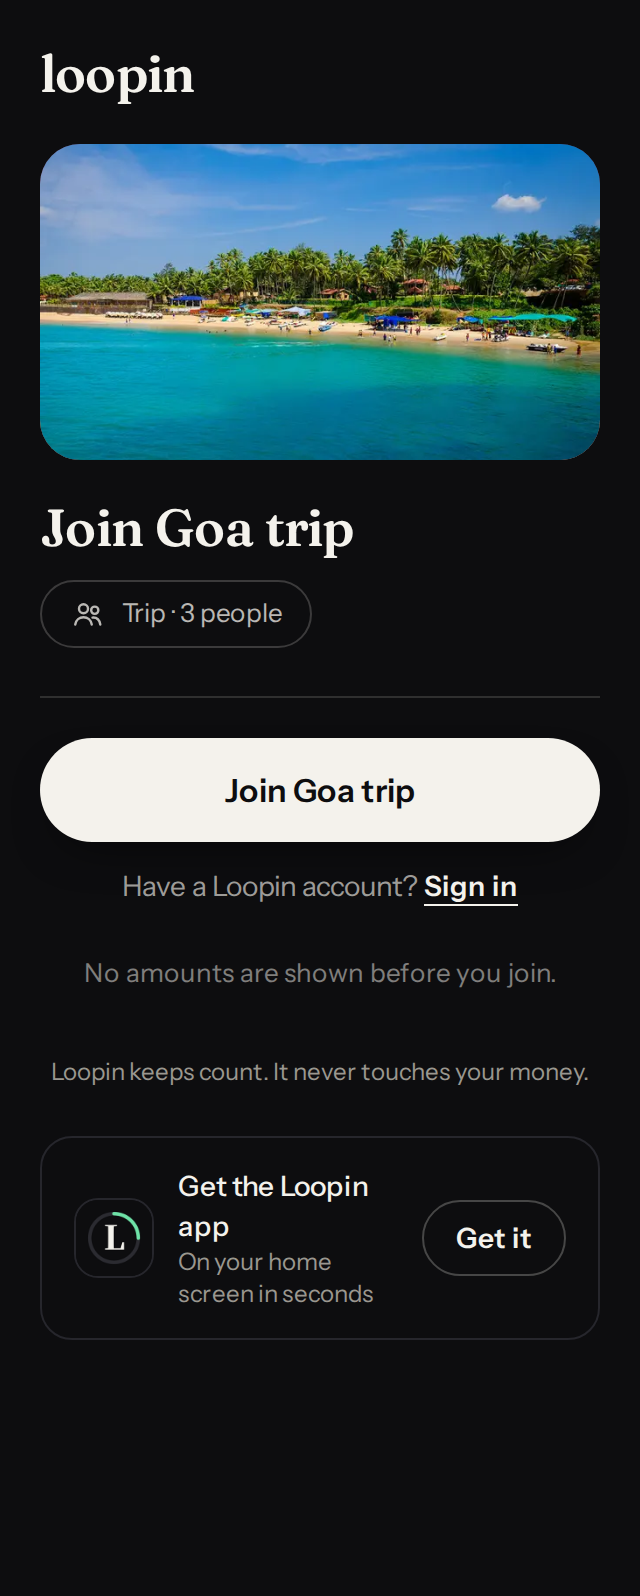 loopin
Join Goa trip
Trip · 3 people
Join Goa trip
Have a Loopin account? Sign in
No amounts are shown before you join.
Loopin keeps count. It never touches your money.
L
Get the Loopin
app
On your home
screen in seconds
Get it